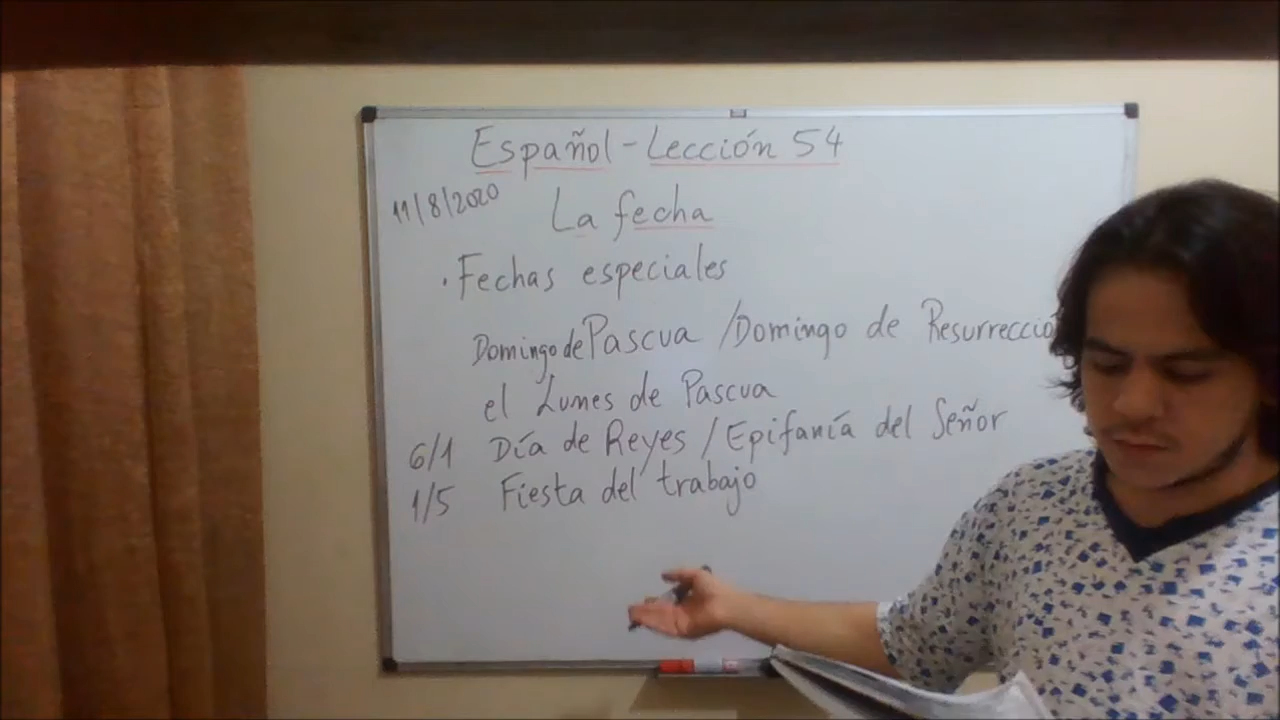 Español - Lección 54
11/8/2020
La fecha
. Fechas especiales
Domingo de Pascua / Domingo de Resurrecció
el Lunes de Pascua
6/1 Día de Reyes / Epifanía del Señor
1/5 Fiesta del trabajo